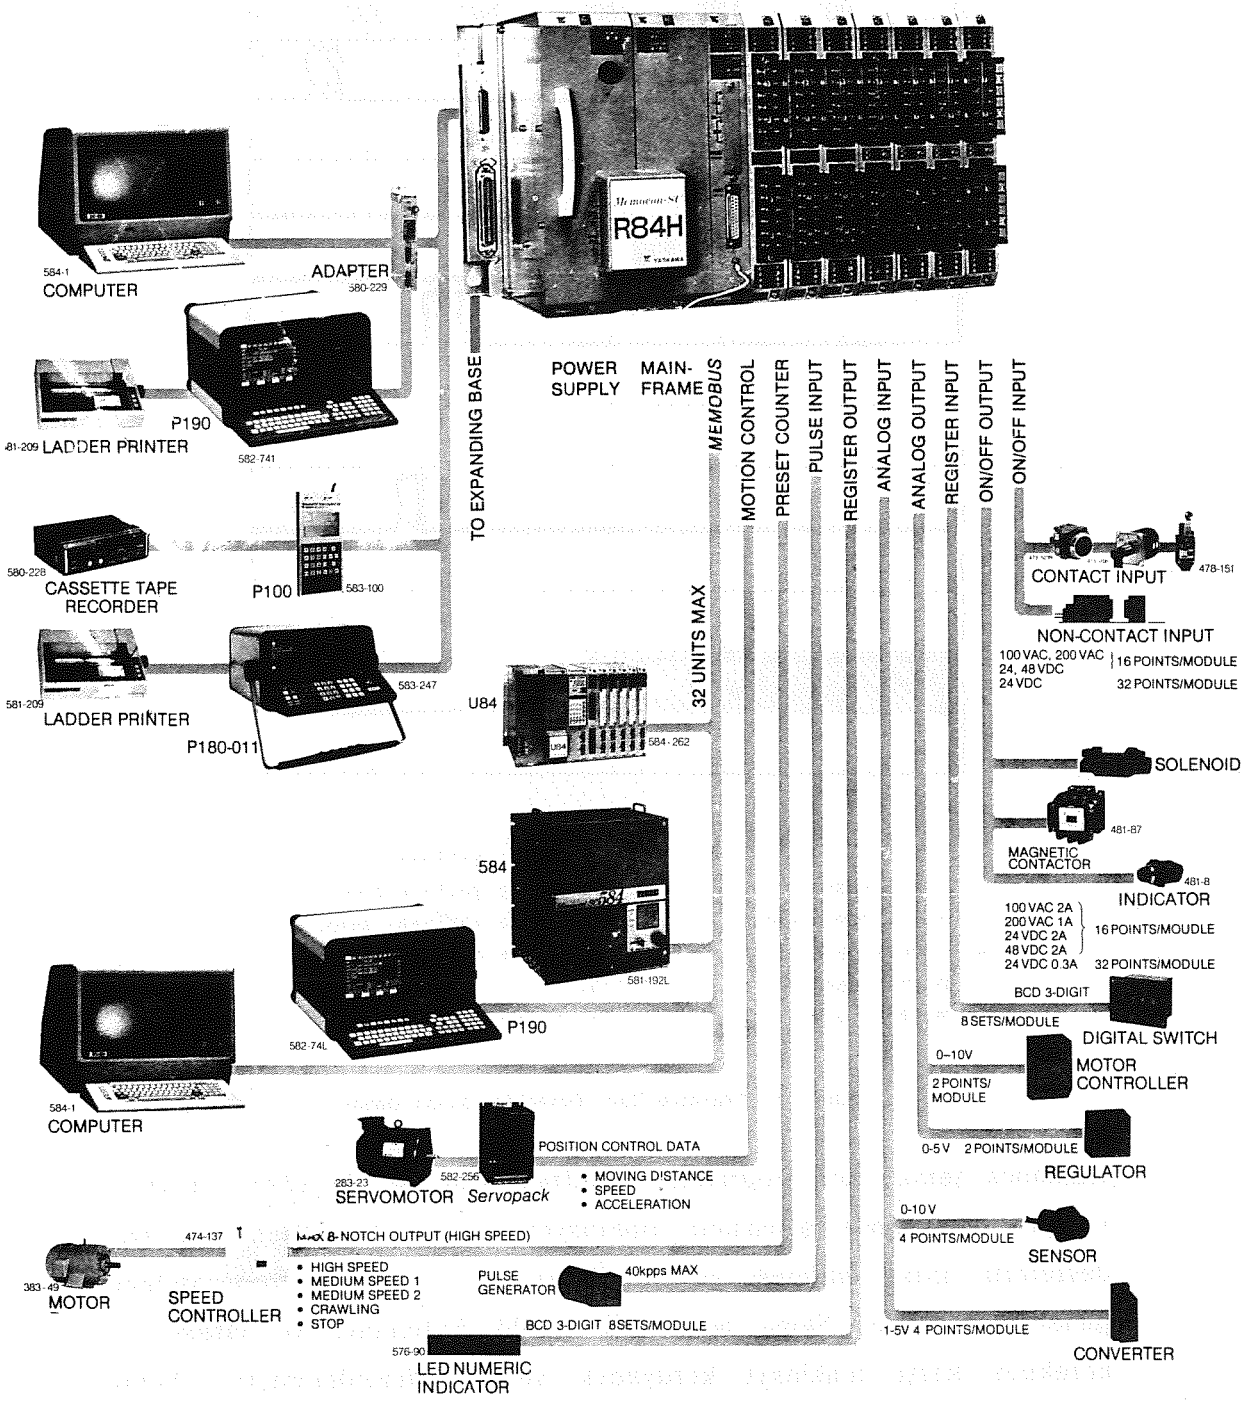 Memocon-SC
R84H
YASKAWA
584-1
COMPUTER
ADAPTER
580-229
P190
582-741
81-209 LADDER PRINTER
580-228
CASSETTE TAPE
RECORDER
P100
583-100
581-209
LADDER PRINTER
P180-011
583-247
TO EXPANDING BASE
POWER
SUPPLY
MAIN-
FRAME
MEMOBUS
MOTION CONTROL
PRESET COUNTER
PULSE INPUT
REGISTER OUTPUT
ANALOG INPUT
ANALOG OUTPUT
REGISTER INPUT
ON/OFF OUTPUT
ON/OFF INPUT
32 UNITS MAX
478-151
CONTACT INPUT
NON-CONTACT INPUT
100 VAC, 200 VAC
24, 48 VDC
16 POINTS/MODULE
24 VDC
32 POINTS/MODULE
U84
U84
584-262
SOLENOID
481-87
MAGNETIC
CONTACTOR
481-8
INDICATOR
100 VAC 2A
200 VAC 1A
24 VDC 2A
48 VDC 2A
16 POINTS/MOUDLE
24 VDC 0.3A
32 POINTS/MODULE
584
584
581-192L
P190
582-74L
584-1
COMPUTER
BCD 3-DIGIT
8 SETS/MODULE
DIGITAL SWITCH
0-10V
2 POINTS/
MODULE
MOTOR
CONTROLLER
0-5 V 2 POINTS/MODULE
REGULATOR
283-23
SERVOMOTOR
582-256
Servopack
POSITION CONTROL DATA
• MOVING DISTANCE
• SPEED
• ACCELERATION
0-10 V
4 POINTS/MODULE
SENSOR
383-49
MOTOR
474-137
SPEED
CONTROLLER
8-NOTCH OUTPUT (HIGH SPEED)
• HIGH SPEED
• MEDIUM SPEED 1
• MEDIUM SPEED 2
• CRAWLING
• STOP
PULSE
GENERATOR
40kpps MAX
BCD 3-DIGIT 8SETS/MODULE
576-90
LED NUMERIC
INDICATOR
1-5V 4 POINTS/MODULE
CONVERTER